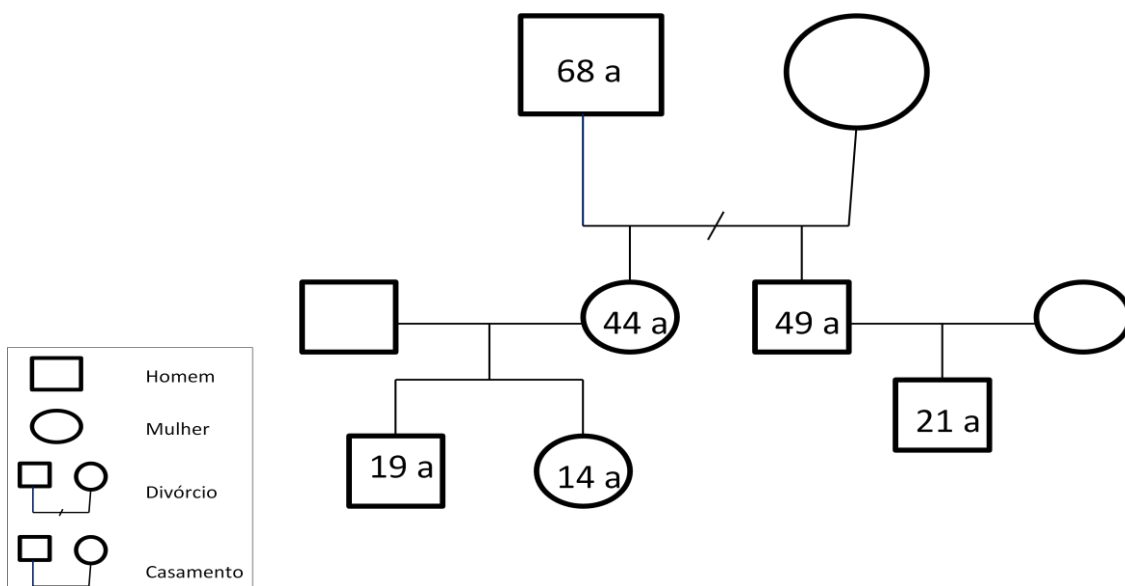 68 a
44 a
49 a
19 a
14 a
21 a
Homem
Mulher
Divórcio
Casamento